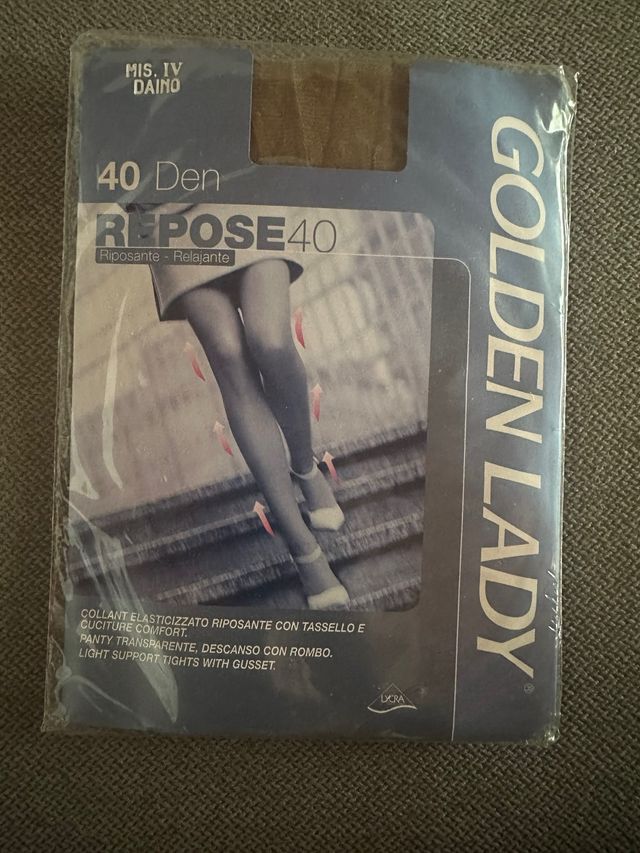 MIS. IV
DAINO
40 Den
REPOSE40
Riposante - Relajante
GOLDEN LADY®
COLLANT ELASTICIZZATO RIPOSANTE CON TASSELLO E
CUCITURE COMFORT.
PANTY TRANSPARENTE, DESCANSO CON ROMBO.
LIGHT SUPPORT TIGHTS WITH GUSSET.
LYCRA